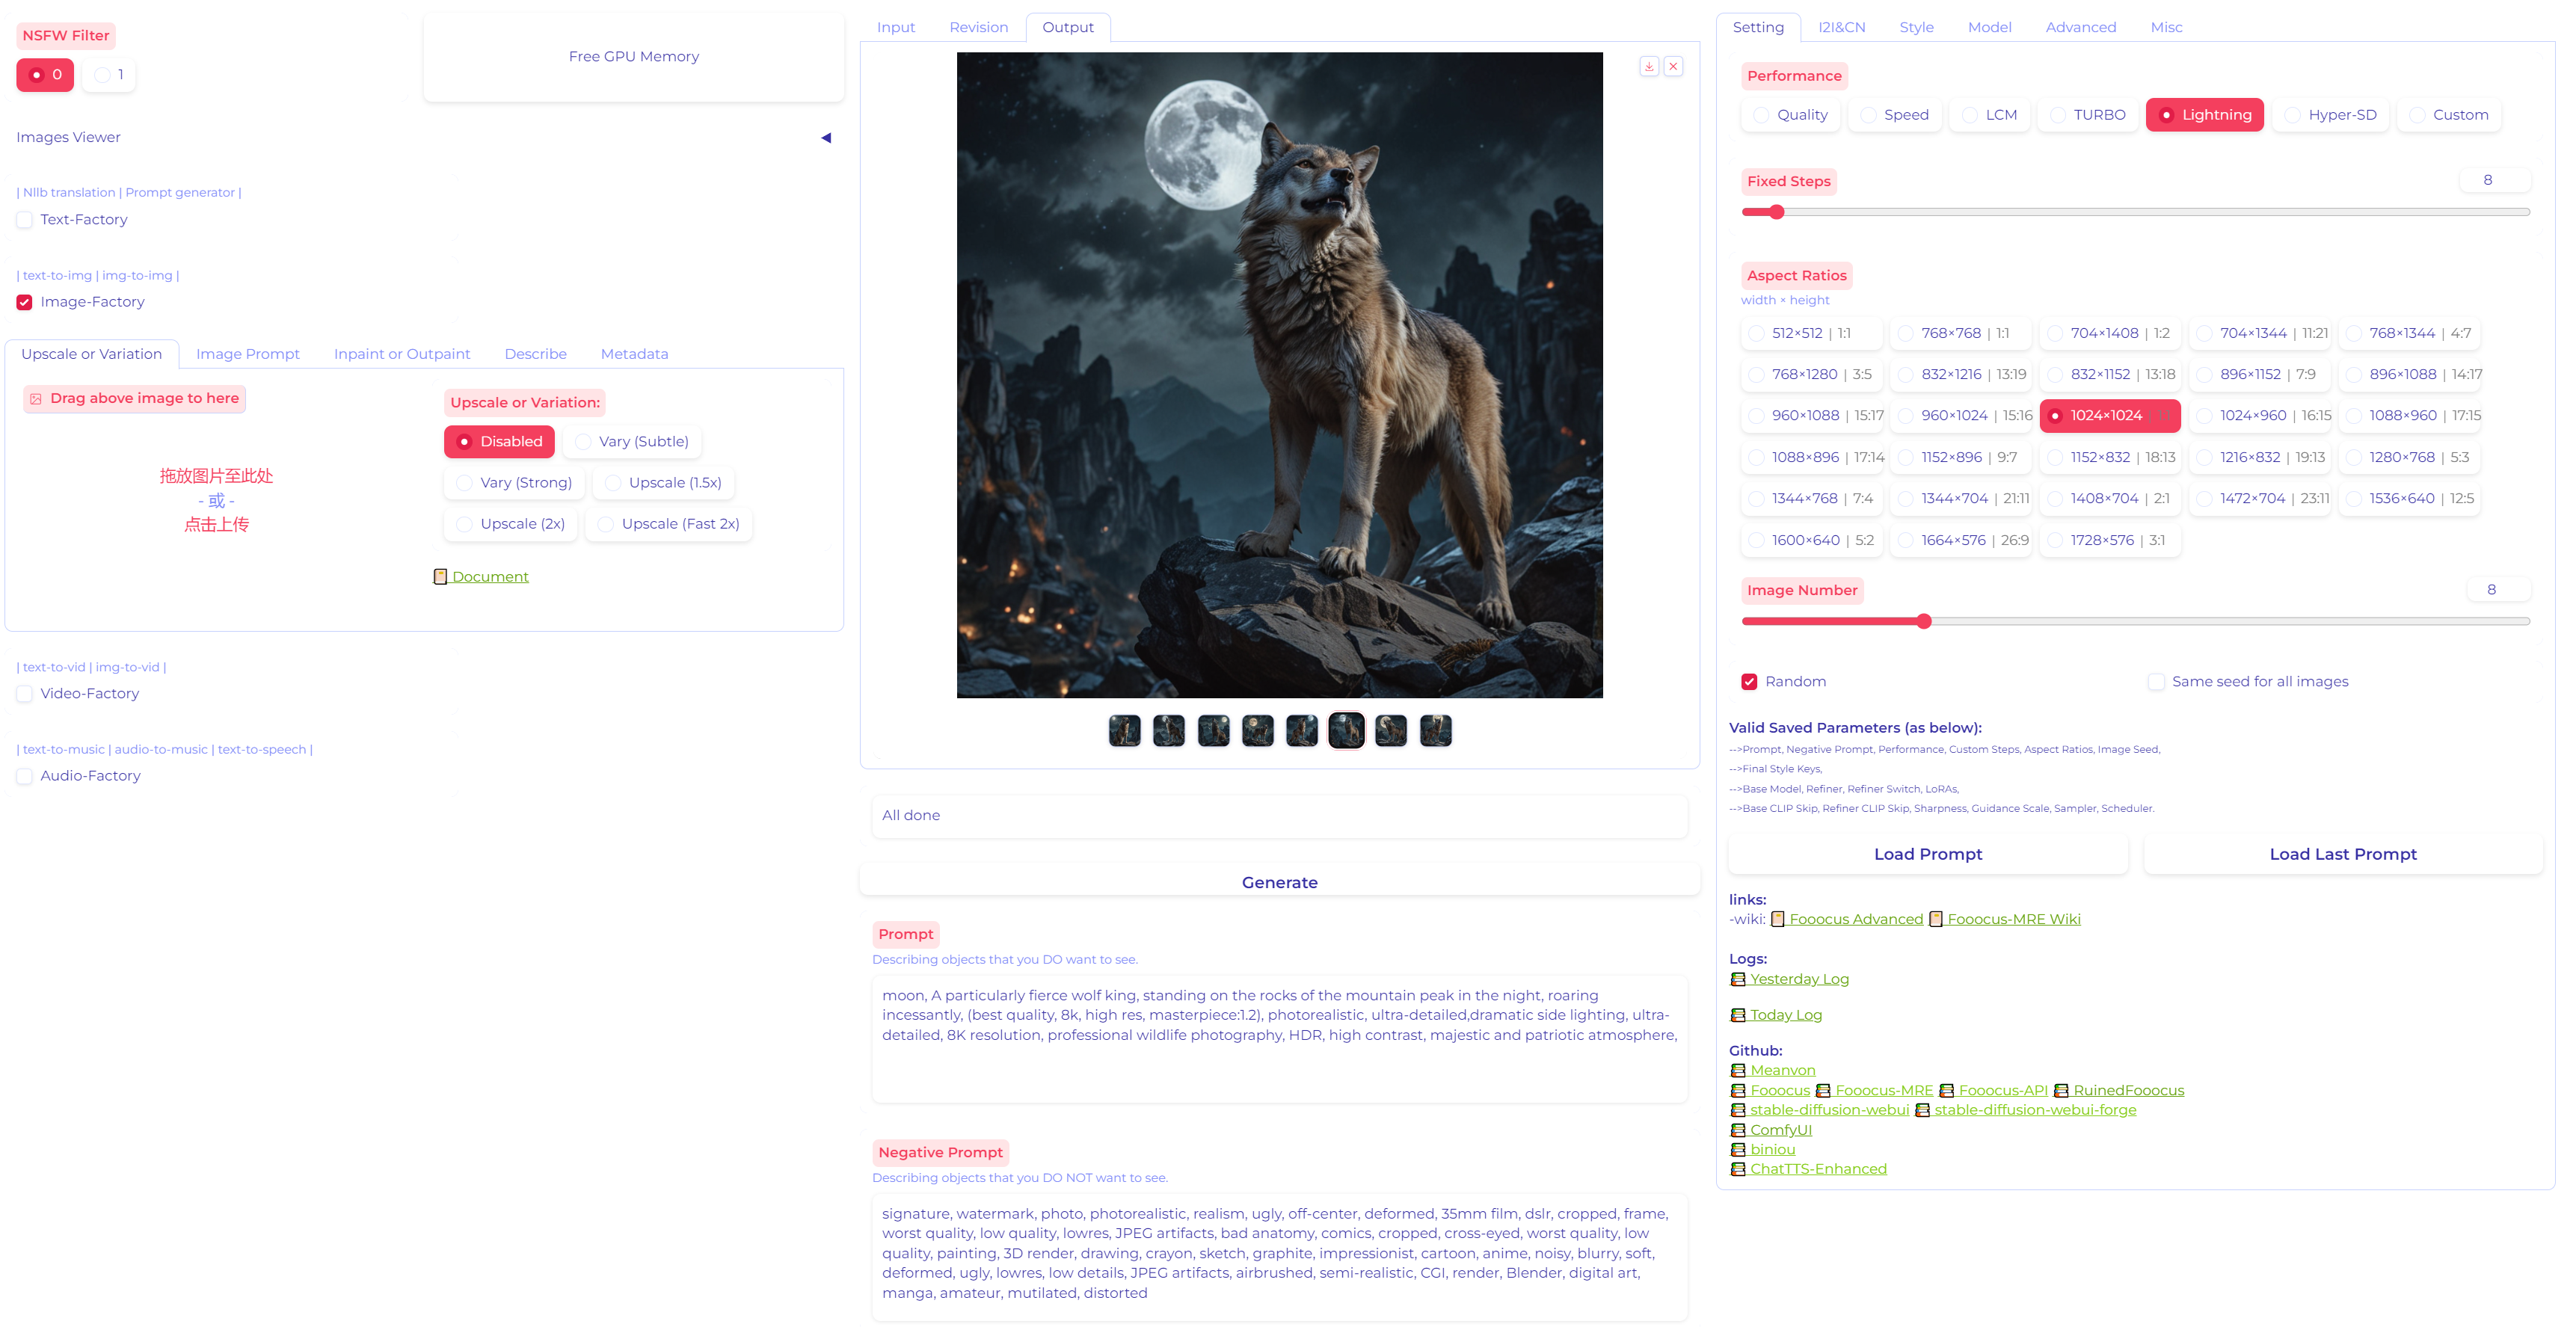 NSFW Filter
0
1
Free GPU Memory
Images Viewer
| Nllb translation | Prompt generator |
Text-Factory
| text-to-img | img-to-img |
Image-Factory
Upscale or Variation
Image Prompt
Inpaint or Outpaint
Describe
Metadata
Drag above image to here
拖放图片至此处
- 或 -
点击上传
Upscale or Variation:
Disabled
Vary (Subtle)
Vary (Strong)
Upscale (1.5x)
Upscale (2x)
Upscale (Fast 2x)
Document
| text-to-vid | img-to-vid |
Video-Factory
| text-to-music | audio-to-music | text-to-speech |
Audio-Factory
Input
Revision
Output
All done
Generate
Prompt
Describing objects that you DO want to see.
moon, A particularly fierce wolf king, standing on the rocks of the mountain peak in the night, roaring
incessantly, (best quality, 8k, high res, masterpiece:1.2), photorealistic, ultra-detailed,dramatic side lighting, ultra-
detailed, 8K resolution, professional wildlife photography, HDR, high contrast, majestic and patriotic atmosphere,
Negative Prompt
Describing objects that you DO NOT want to see.
signature, watermark, photo, photorealistic, realism, ugly, off-center, deformed, 35mm film, dslr, cropped, frame,
worst quality, low quality, lowres, JPEG artifacts, bad anatomy, comics, cropped, cross-eyed, worst quality, low
quality, painting, 3D render, drawing, crayon, sketch, graphite, impressionist, cartoon, anime, noisy, blurry, soft,
deformed, ugly, lowres, low details, JPEG artifacts, airbrushed, semi-realistic, CGI, render, Blender, digital art,
manga, amateur, mutilated, distorted
Setting
I2I&CN
Style
Model
Advanced
Misc
Performance
Quality
Speed
LCM
TURBO
Lightning
Hyper-SD
Custom
Fixed Steps
8
Aspect Ratios
width × height
512×512 | 1:1
768×768 | 1:1
704×1408 | 1:2
704×1344 | 11:21
768×1344 | 4:7
768×1280 | 3:5
832×1216 | 13:19
832×1152 | 13:18
896×1152 | 7:9
896×1088 | 14:17
960×1088 | 15:17
960×1024 | 15:16
1024×1024
1024×960 | 16:15
1088×960 | 17:15
1088×896 | 17:14
1152×896 | 9:7
1152×832 | 18:13
1216×832 | 19:13
1280×768 | 5:3
1344×768 | 7:4
1344×704 | 21:11
1408×704 | 2:1
1472×704 | 23:11
1536×640 | 12:5
1600×640 | 5:2
1664×576 | 26:9
1728×576 | 3:1
Image Number
8
Random
Same seed for all images
Valid Saved Parameters (as below):
-->Prompt, Negative Prompt, Performance, Custom Steps, Aspect Ratios, Image Seed,
-->Final Style Keys,
-->Base Model, Refiner, Refiner Switch, LoRAs,
-->Base CLIP Skip, Refiner CLIP Skip, Sharpness, Guidance Scale, Sampler, Scheduler.
Load Prompt
Load Last Prompt
links:
-wiki: Fooocus Advanced Fooocus-MRE Wiki
Logs:
Yesterday Log
Today Log
Github:
Meanvon
Fooocus Fooocus-MRE Fooocus-API RuinedFooocus
stable-diffusion-webui stable-diffusion-webui-forge
ComfyUI
biniou
ChatTTS-Enhanced